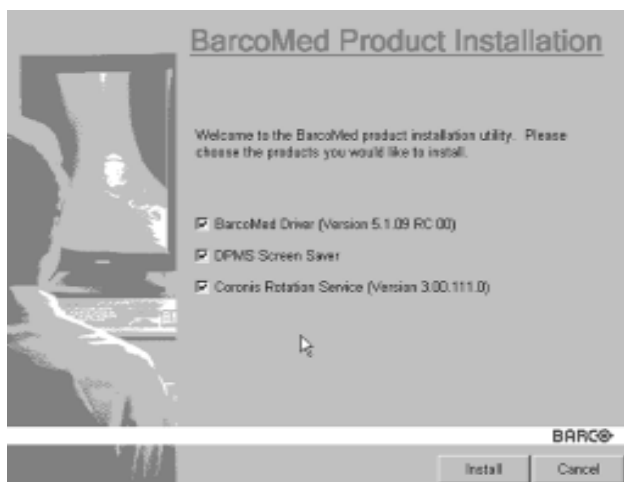 BarcoMed Product Installation
Welcome to the BarcoMed product installation utility. Please
choose the products you would like to install.
BarcoMed Driver (Version 5.1.09 RC 00)
DPMS Screen Saver
Coronis Rotation Service (Version 3.00.111.0)
BARCO
Install
Cancel